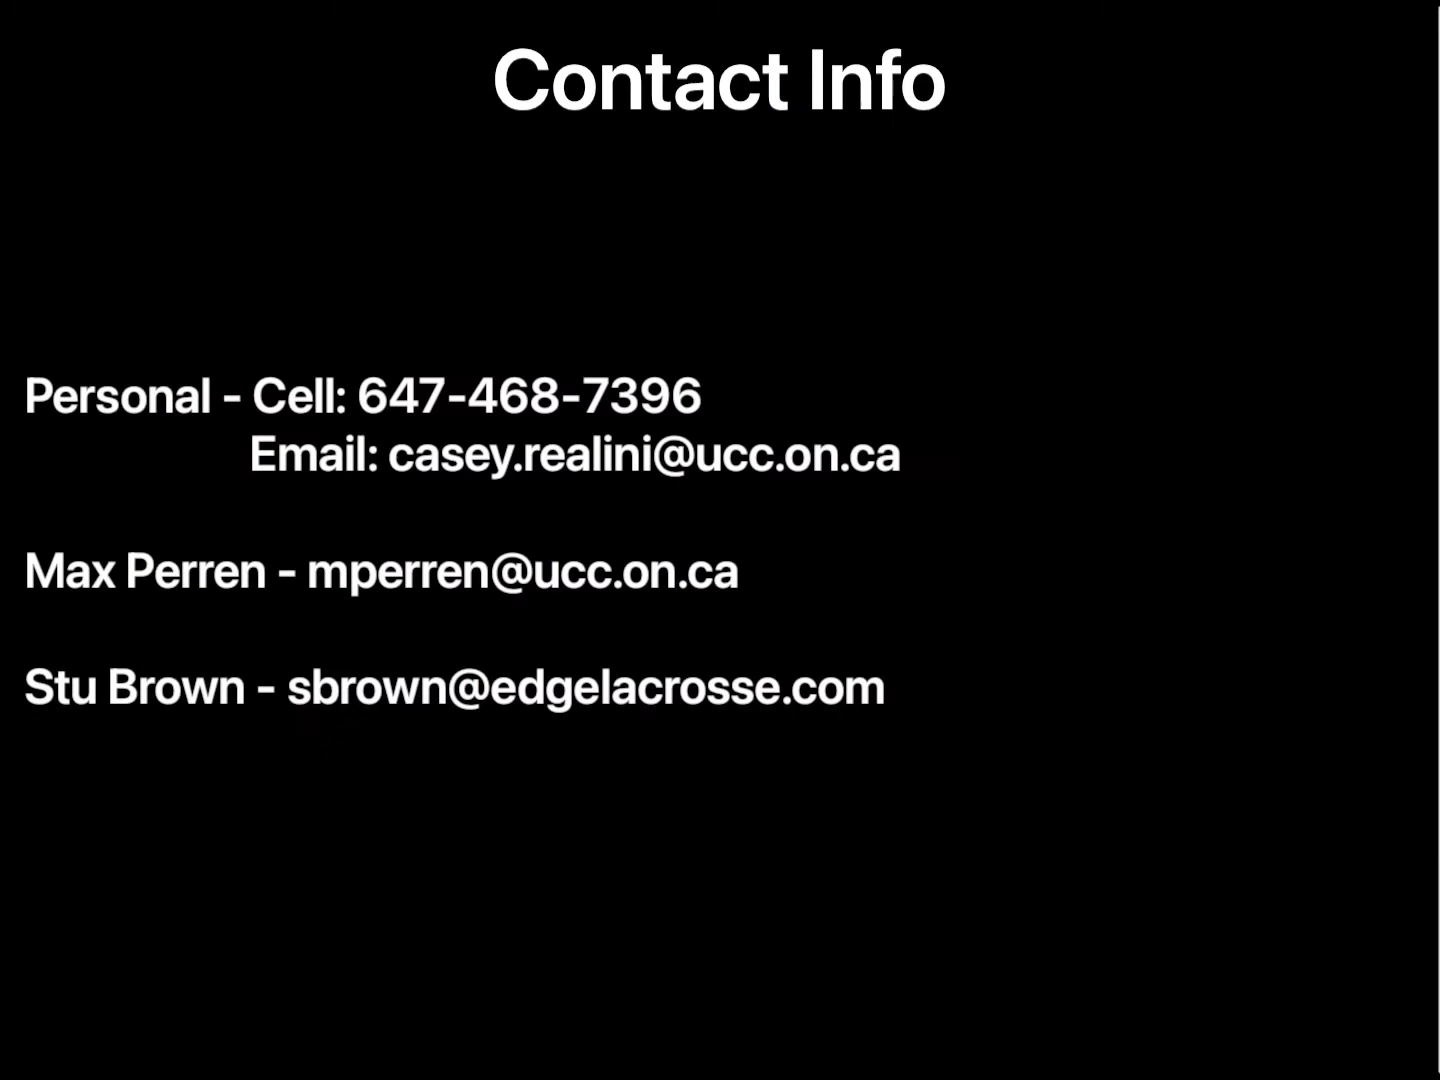 Contact Info
Personal - Cell: 647-468-7396
Email: casey.realini@ucc.on.ca
Max Perren - mperren@ucc.on.ca
Stu Brown - sbrown@edgelacrosse.com